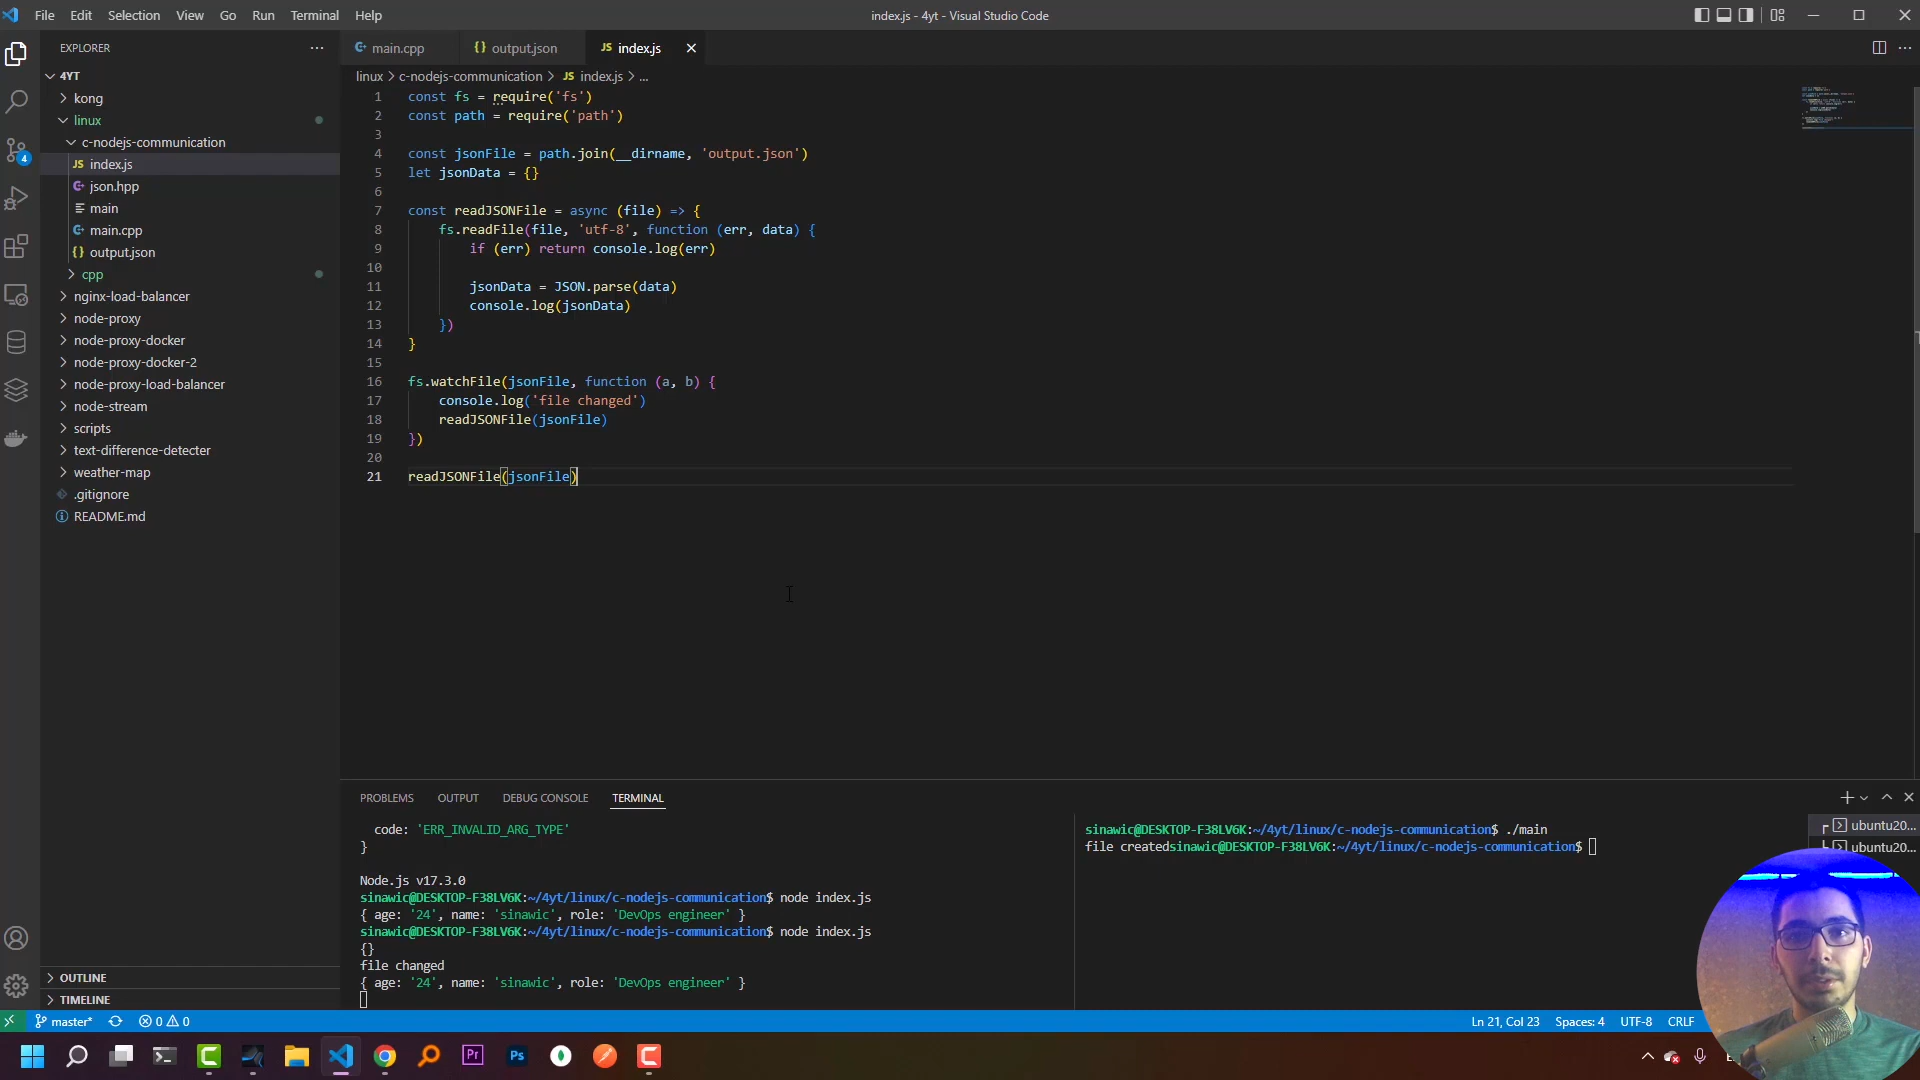 File Edit Selection View Go Run Terminal Help
index.js - 4yt - Visual Studio Code
EXPLORER
4YT
kong
linux
c-nodejs-communication
JS index.js
json.hpp
main
main.cpp
{} output.json
cpp
nginx-load-balancer
node-proxy
node-proxy-docker
node-proxy-docker-2
node-proxy-load-balancer
node-stream
scripts
text-difference-detecter
weather-map
.gitignore
README.md
OUTLINE
TIMELINE
4
main.cpp
{} output.json
JS index.js
linux > c-nodejs-communication > JS index.js > ...
1 const fs = require('fs')
2 const path = require('path')
3
4 const jsonFile = path.join(__dirname, 'output.json')
5 let jsonData = {}
6
7 const readJSONFile = async (file) => {
8 fs.readFile(file, 'utf-8', function (err, data) {
9 if (err) return console.log(err)
10
11 jsonData = JSON.parse(data)
12 console.log(jsonData)
13 })
14 }
15
16 fs.watchFile(jsonFile, function (a, b) {
17 console.log('file changed')
18 readJSONFile(jsonFile)
19 })
20
21 readJSONFile(jsonFile)
PROBLEMS OUTPUT DEBUG CONSOLE TERMINAL
code: 'ERR_INVALID_ARG_TYPE'
}
Node.js v17.3.0
sinawic@DESKTOP-F38LV6K:~/4yt/linux/c-nodejs-communication$ node index.js
{ age: '24', name: 'sinawic', role: 'DevOps engineer' }
sinawic@DESKTOP-F38LV6K:~/4yt/linux/c-nodejs-communication$ node index.js
{}
file changed
{ age: '24', name: 'sinawic', role: 'DevOps engineer' }
sinawic@DESKTOP-F38LV6K:~/4yt/linux/c-nodejs-communication$ ./main
file createdsinawic@DESKTOP-F38LV6K:~/4yt/linux/c-nodejs-communication$
ubuntu20...
ubuntu20...
master* 0 0
Ln 21, Col 23 Spaces: 4 UTF-8 CRLF
Pr
Ps